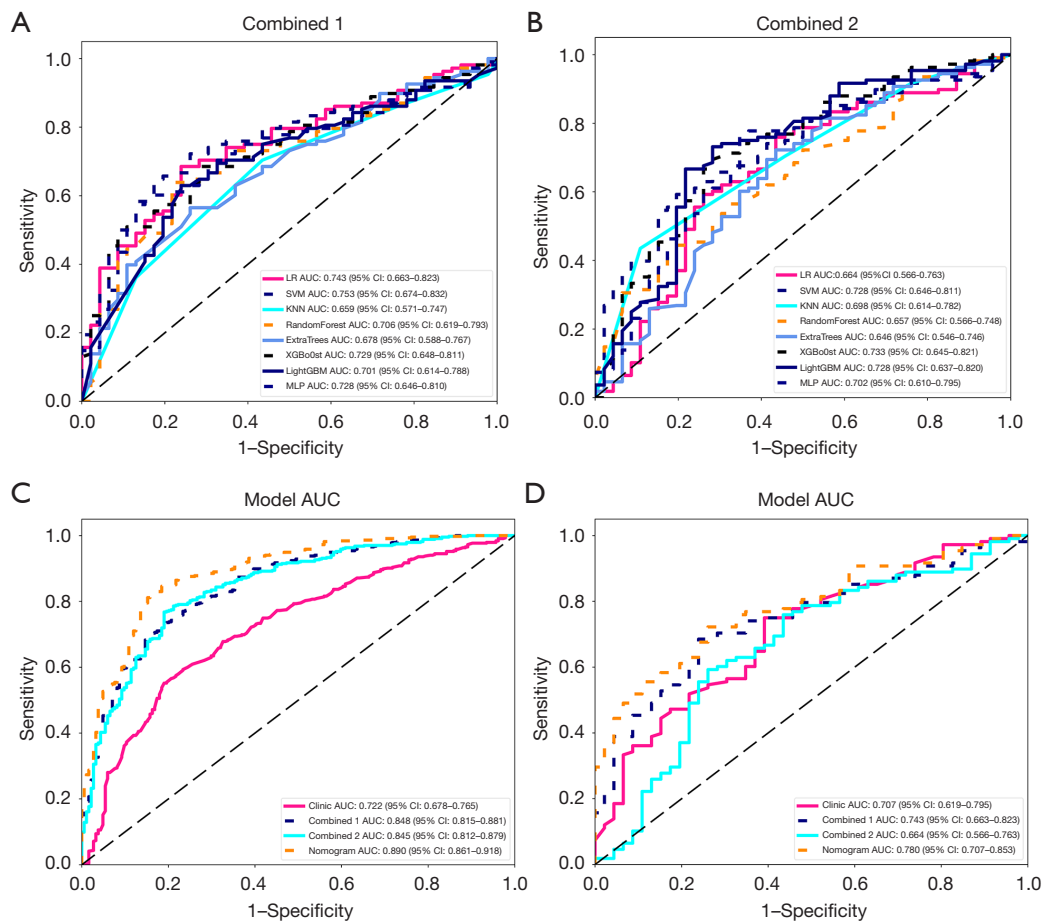 A
Combined 1
1.0
0.8
0.6
0.4
0.2
0.0
Sensitivity
LR AUC: 0.743 (95% CI: 0.663–0.823)
SVM AUC: 0.753 (95% CI: 0.674–0.832)
KNN AUC: 0.659 (95% CI: 0.571–0.747)
RandomForest AUC: 0.706 (95% CI: 0.619–0.793)
ExtraTrees AUC: 0.678 (95% CI: 0.588–0.767)
XGBo0st AUC: 0.729 (95% CI: 0.648–0.811)
LightGBM AUC: 0.701 (95% CI: 0.614–0.788)
MLP AUC: 0.728 (95% CI: 0.646–0.810)
0.0 0.2 0.4 0.6 0.8 1.0
1–Specificity
B
Combined 2
1.0
0.8
0.6
0.4
0.2
0.0
Sensitivity
LR AUC:0.664 (95%CI 0.566–0.763)
SVM AUC: 0.728 (95% CI: 0.646–0.811)
KNN AUC: 0.698 (95% CI: 0.614–0.782)
RandomForest AUC: 0.657 (95% CI: 0.566–0.748)
ExtraTrees AUC: 0.646 (95% CI: 0.546–0.746)
XGBo0st AUC: 0.733 (95% CI: 0.645–0.821)
LightGBM AUC: 0.728 (95% CI: 0.637–0.820)
MLP AUC: 0.702 (95% CI: 0.610–0.795)
0.0 0.2 0.4 0.6 0.8 1.0
1–Specificity
C
Model AUC
1.0
0.8
0.6
0.4
0.2
0.0
Sensitivity
Clinic AUC: 0.722 (95% CI: 0.678–0.765)
Combined 1 AUC: 0.848 (95% CI: 0.815–0.881)
Combined 2 AUC: 0.845 (95% CI: 0.812–0.879)
Nomogram AUC: 0.890 (95% CI: 0.861–0.918)
0.0 0.2 0.4 0.6 0.8 1.0
1–Specificity
D
Model AUC
1.0
0.8
0.6
0.4
0.2
0.0
Sensitivity
Clinic AUC: 0.707 (95% CI: 0.619–0.795)
Combined 1 AUC: 0.743 (95% CI: 0.663–0.823)
Combined 2 AUC: 0.664 (95% CI: 0.566–0.763)
Nomogram AUC: 0.780 (95% CI: 0.707–0.853)
0.0 0.2 0.4 0.6 0.8 1.0
1–Specificity